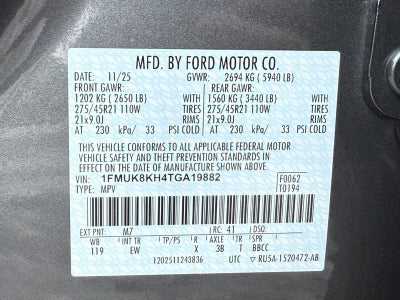 MFD. BY FORD MOTOR CO.
11/25 GVWR: 2694 KG ( 5940 LB)
FRONT GAWR: REAR GAWR:
1202 KG ( 2650 LB) 1560 KG ( 3440 LB)
275/45R21 110W TIRES 275/45R21 110W TIRES
21x9.0J RIMS 21x9.0J RIMS
AT 230 kPa/ 33 PSI COLD AT 230 kPa/ 33 PSI COLD
THIS VEHICLE CONFORMS TO ALL APPLICABLE FEDERAL MOTOR
VEHICLE SAFETY AND THEFT PREVENTION STANDARDS IN
EFFECT ON THE DATE OF MANUFACTURE SHOWN ABOVE.
VIN: 1FMUK8KH4TGA19882 F0062
TYPE: MPV T0194
EXT PNT: M7 RC: 41 DSO:
WB INT TR TP/PS R AXLE TR SPR
119 EW X 3B T BBCC
1202511243836 UTC ▽ RU5A-1520472-AB